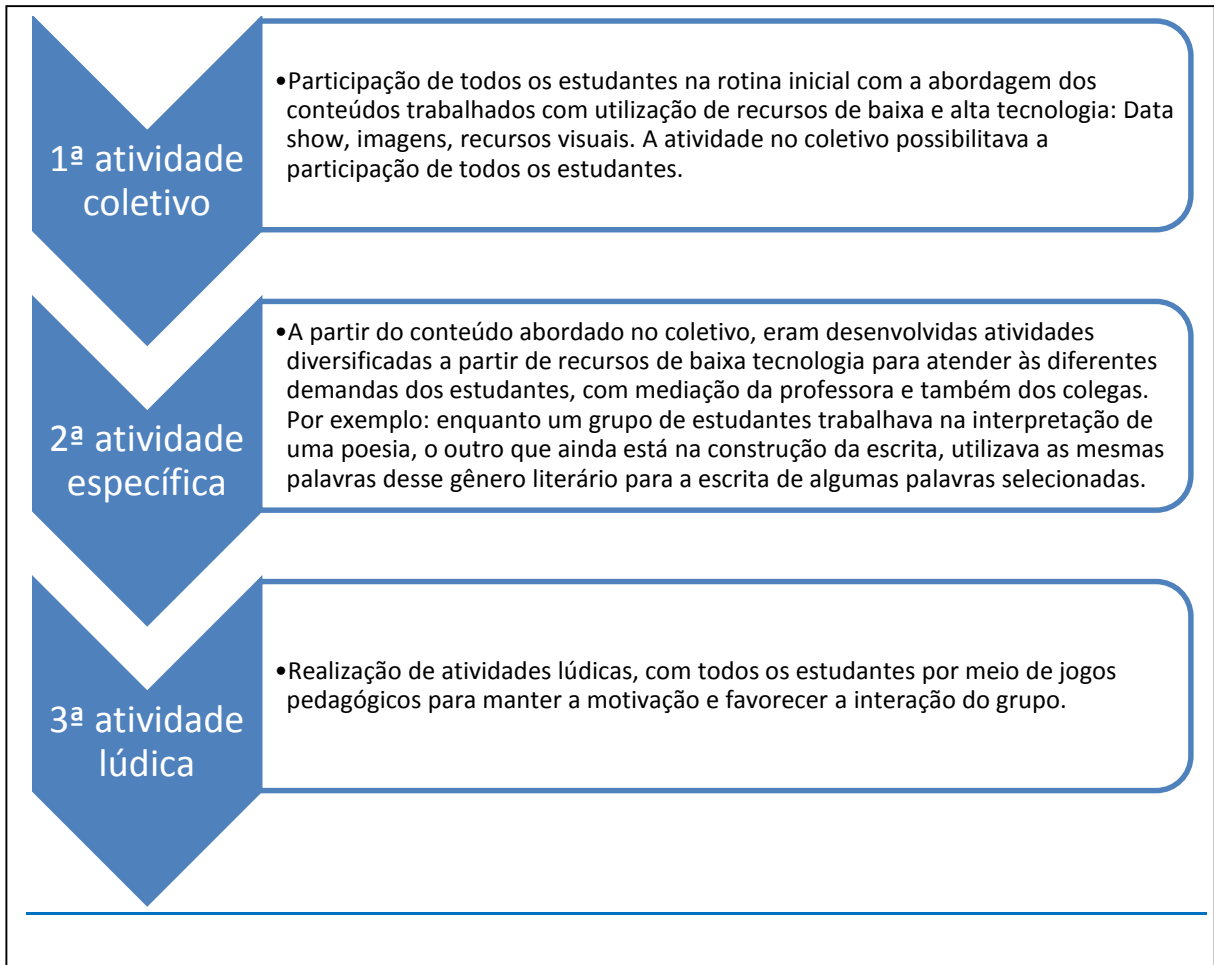 1ª atividade
coletivo
•Participação de todos os estudantes na rotina inicial com a abordagem dos
conteúdos trabalhados com utilização de recursos de baixa e alta tecnologia: Data
show, imagens, recursos visuais. A atividade no coletivo possibilitava a
participação de todos os estudantes.
2ª atividade
específica
•A partir do conteúdo abordado no coletivo, eram desenvolvidas atividades
diversificadas a partir de recursos de baixa tecnologia para atender às diferentes
demandas dos estudantes, com mediação da professora e também dos colegas.
Por exemplo: enquanto um grupo de estudantes trabalhava na interpretação de
uma poesia, o outro que ainda está na construção da escrita, utilizava as mesmas
palavras desse gênero literário para a escrita de algumas palavras selecionadas.
3ª atividade
lúdica
•Realização de atividades lúdicas, com todos os estudantes por meio de jogos
pedagógicos para manter a motivação e favorecer a interação do grupo.